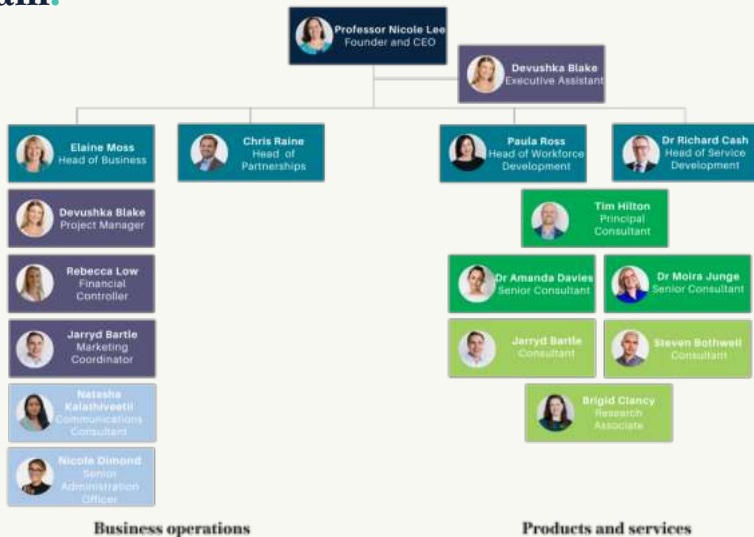 Professor Nicole Lee
Founder and CEO
Devushka Blake
Executive Assistant
Elaine Moss
Head of Business
Chris Raine
Head of
Partnerships
Paula Ross
Head of Workforce
Development
Dr Richard Cash
Head of Service
Development
Devushka Blake
Project Manager
Tim Hilton
Principal
Consultant
Rebecca Low
Financial
Controller
Dr Amanda Davies
Senior Consultant
Dr Moira Junge
Senior Consultant
Jarryd Bartle
Marketing
Coordinator
Jarryd Bartle
Consultant
Steven Bothwell
Consultant
Natasha
Kalathiveetil
Communications
Consultant
Brigid Clancy
Research
Associate
Nicole Dimond
Senior
Administration
Officer
Business operations
Products and services